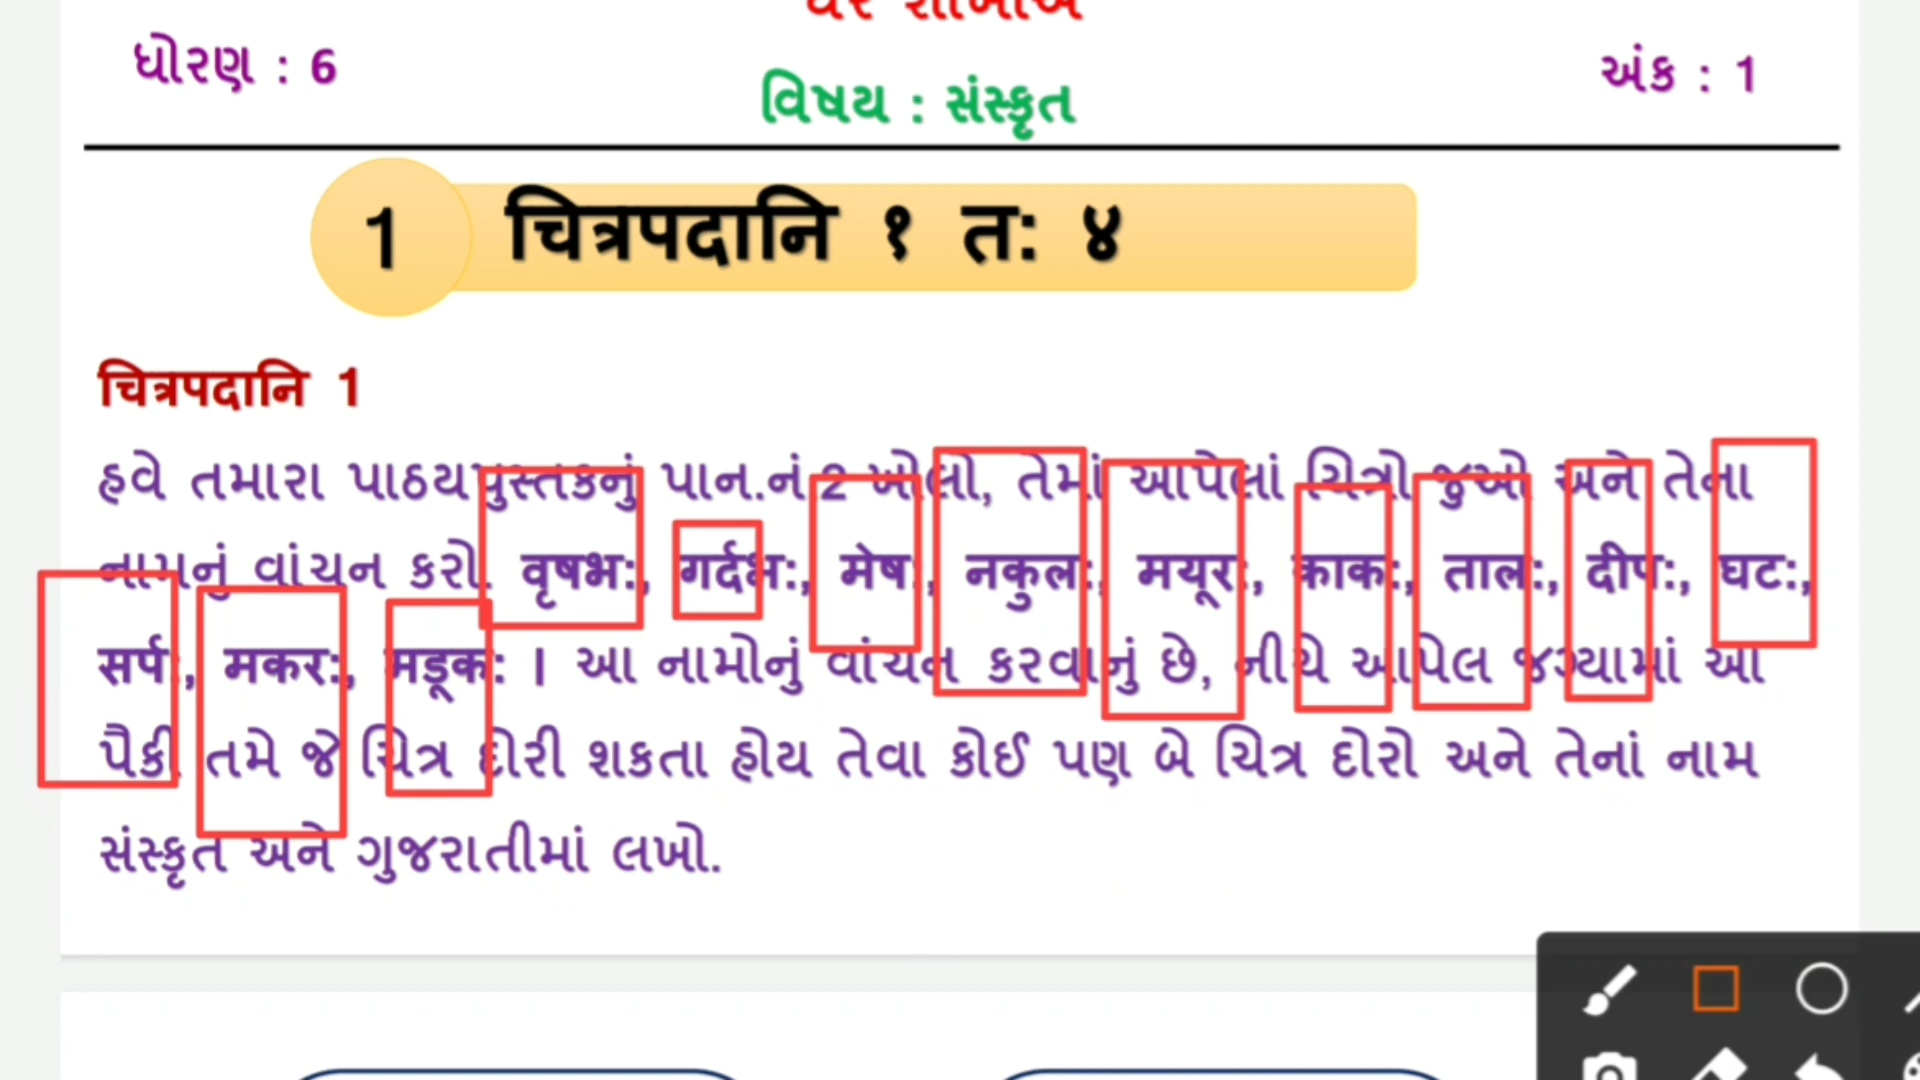 ધોરણ : 6
વિષય : સંસ્કૃત
અંક : 1
1 चित्रपदानि १ त: ४
चित्रपदानि 1
હવે તમારા પાઠયપુસ્તકનું પાન.નં 2 ખોલો, તેમાં આપેલાં ચિત્રો જુઓ અને તેના
નામનું વાંચન કરો. वृषभ:, गर्दभ:, मेष:, नकुल:, मयूर:, काक:, ताल:, दीप:, घट:,
सर्प:, मकर:, मडूक: । આ નામોનું વાંચન કરવાનું છે, નીચે આપેલ જગ્યામાં આ
પૈકી તમે જે ચિત્ર દોરી શકતા હોય તેવા કોઈ પણ બે ચિત્ર દોરો અને તેનાં નામ
સંસ્કૃત અને ગુજરાતીમાં લખો.